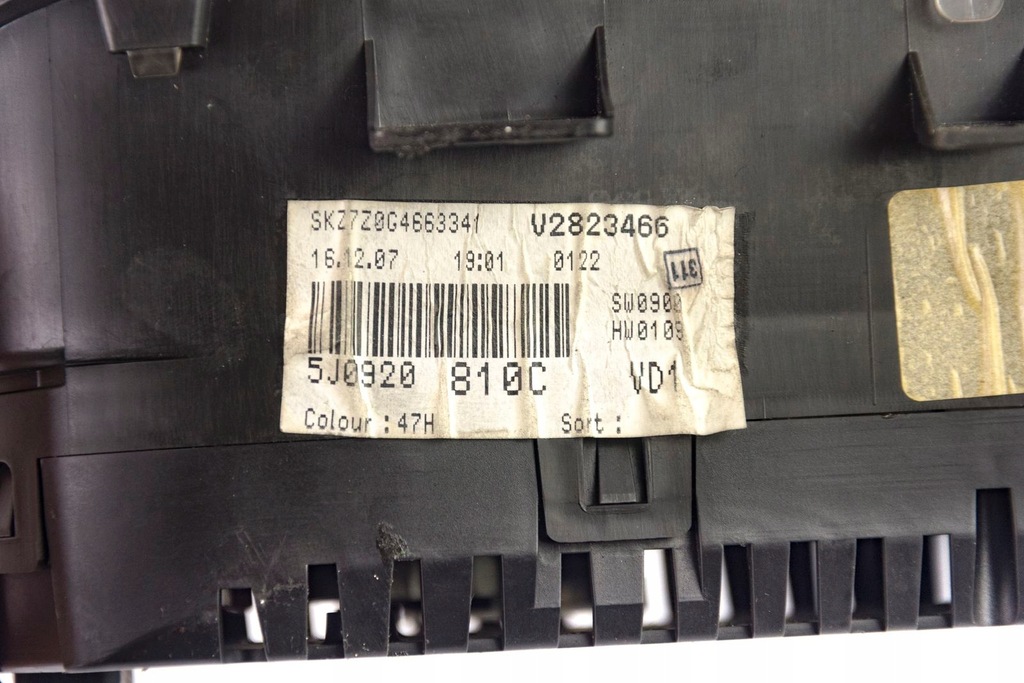 SKZ7Z0G4663341 V2823466
16.12.07 19:01 0122
311
SW0900
HW0109
5J0920 810C VD1
Colour : 47H Sort :